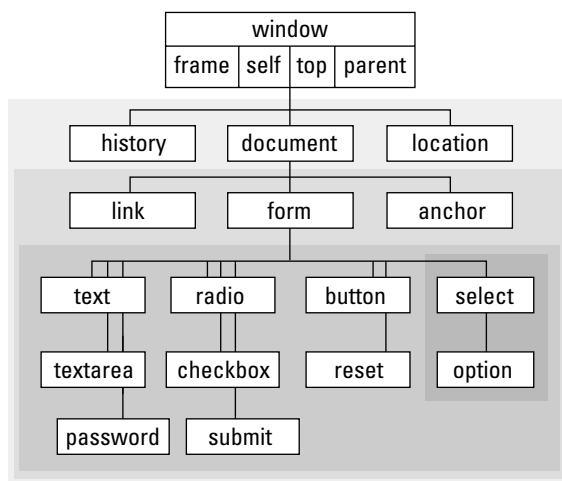 window
frame self top parent
history document location
link form anchor
text radio button select
textarea checkbox reset option
password submit